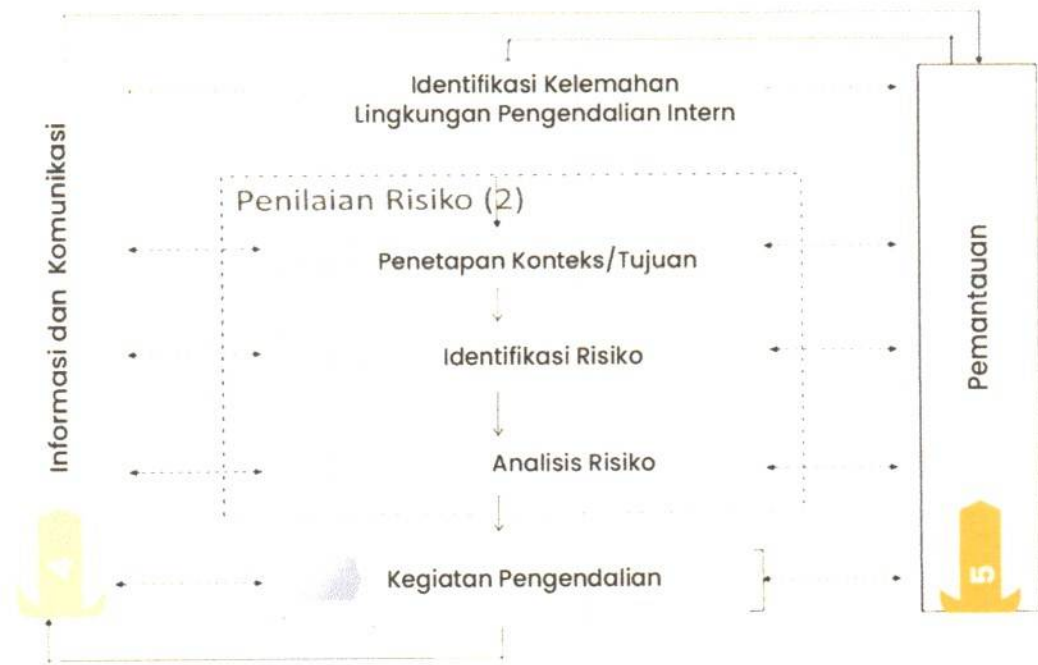 Identifikasi Kelemahan
Lingkungan Pengendalian Intern
Informasi dan Komunikasi
Penilaian Risiko (2)
Penetapan Konteks/Tujuan
Identifikasi Risiko
Analisis Risiko
Kegiatan Pengendalian
Pemantauan
4
5